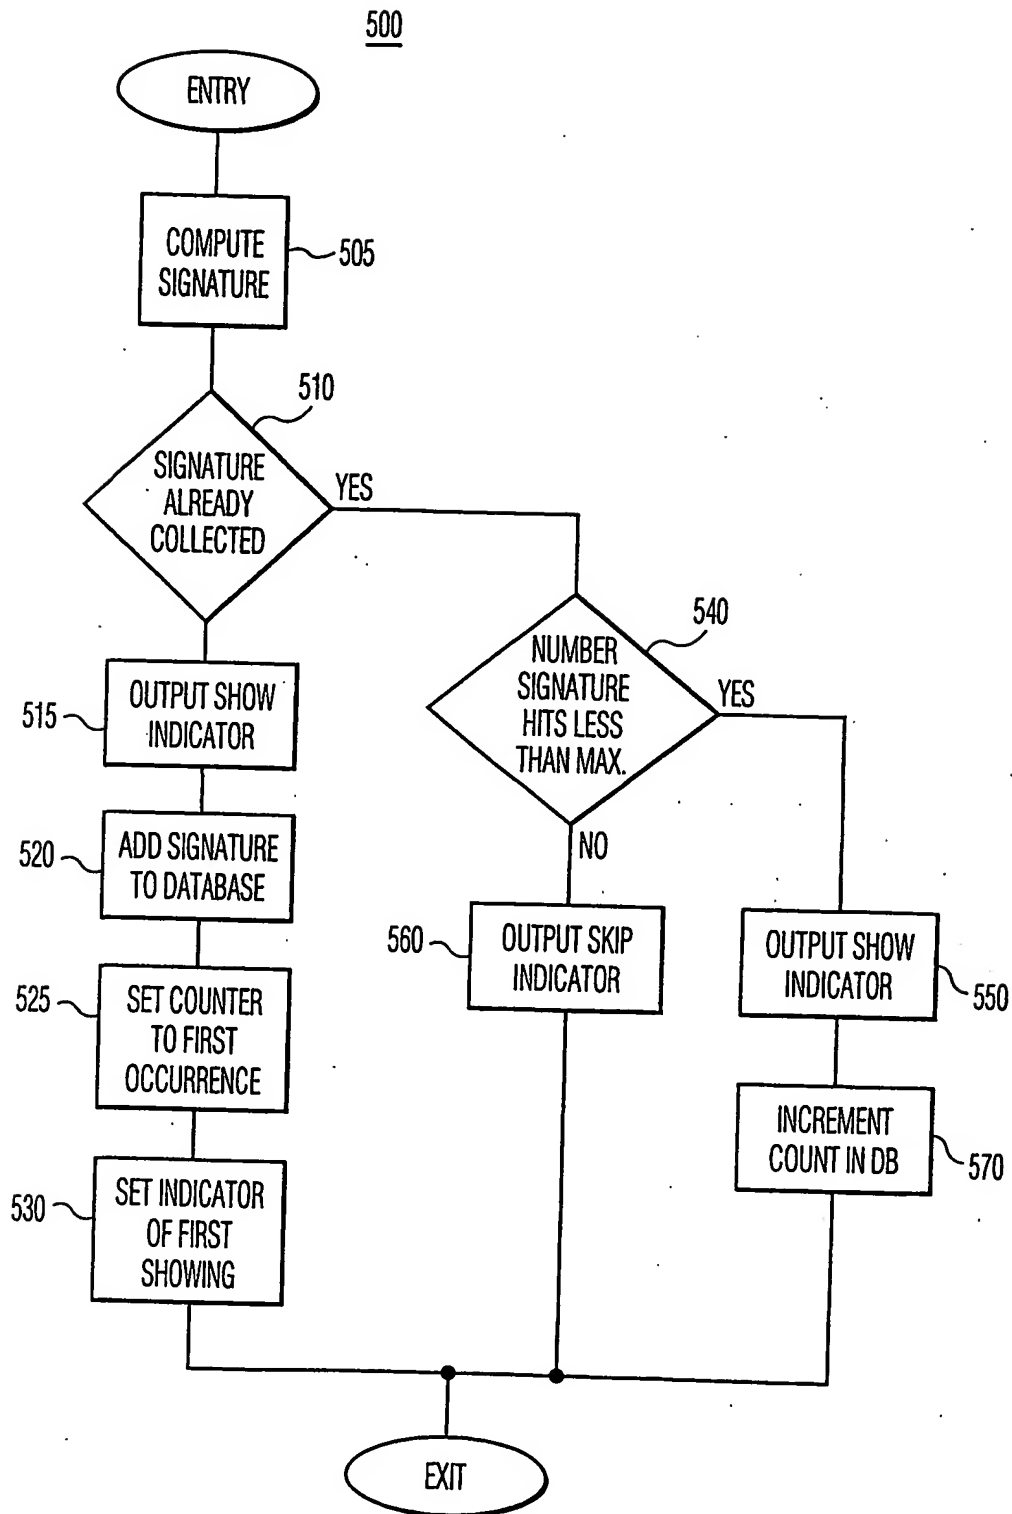 500
ENTRY
COMPUTE
SIGNATURE
505
510
SIGNATURE
ALREADY
COLLECTED
YES
540
NUMBER
SIGNATURE
HITS LESS
THAN MAX.
YES
NO
515
OUTPUT SHOW
INDICATOR
520
ADD SIGNATURE
TO DATABASE
560
OUTPUT SKIP
INDICATOR
OUTPUT SHOW
INDICATOR
550
525
SET COUNTER
TO FIRST
OCCURRENCE
INCREMENT
COUNT IN DB
570
530
SET INDICATOR
OF FIRST
SHOWING
EXIT